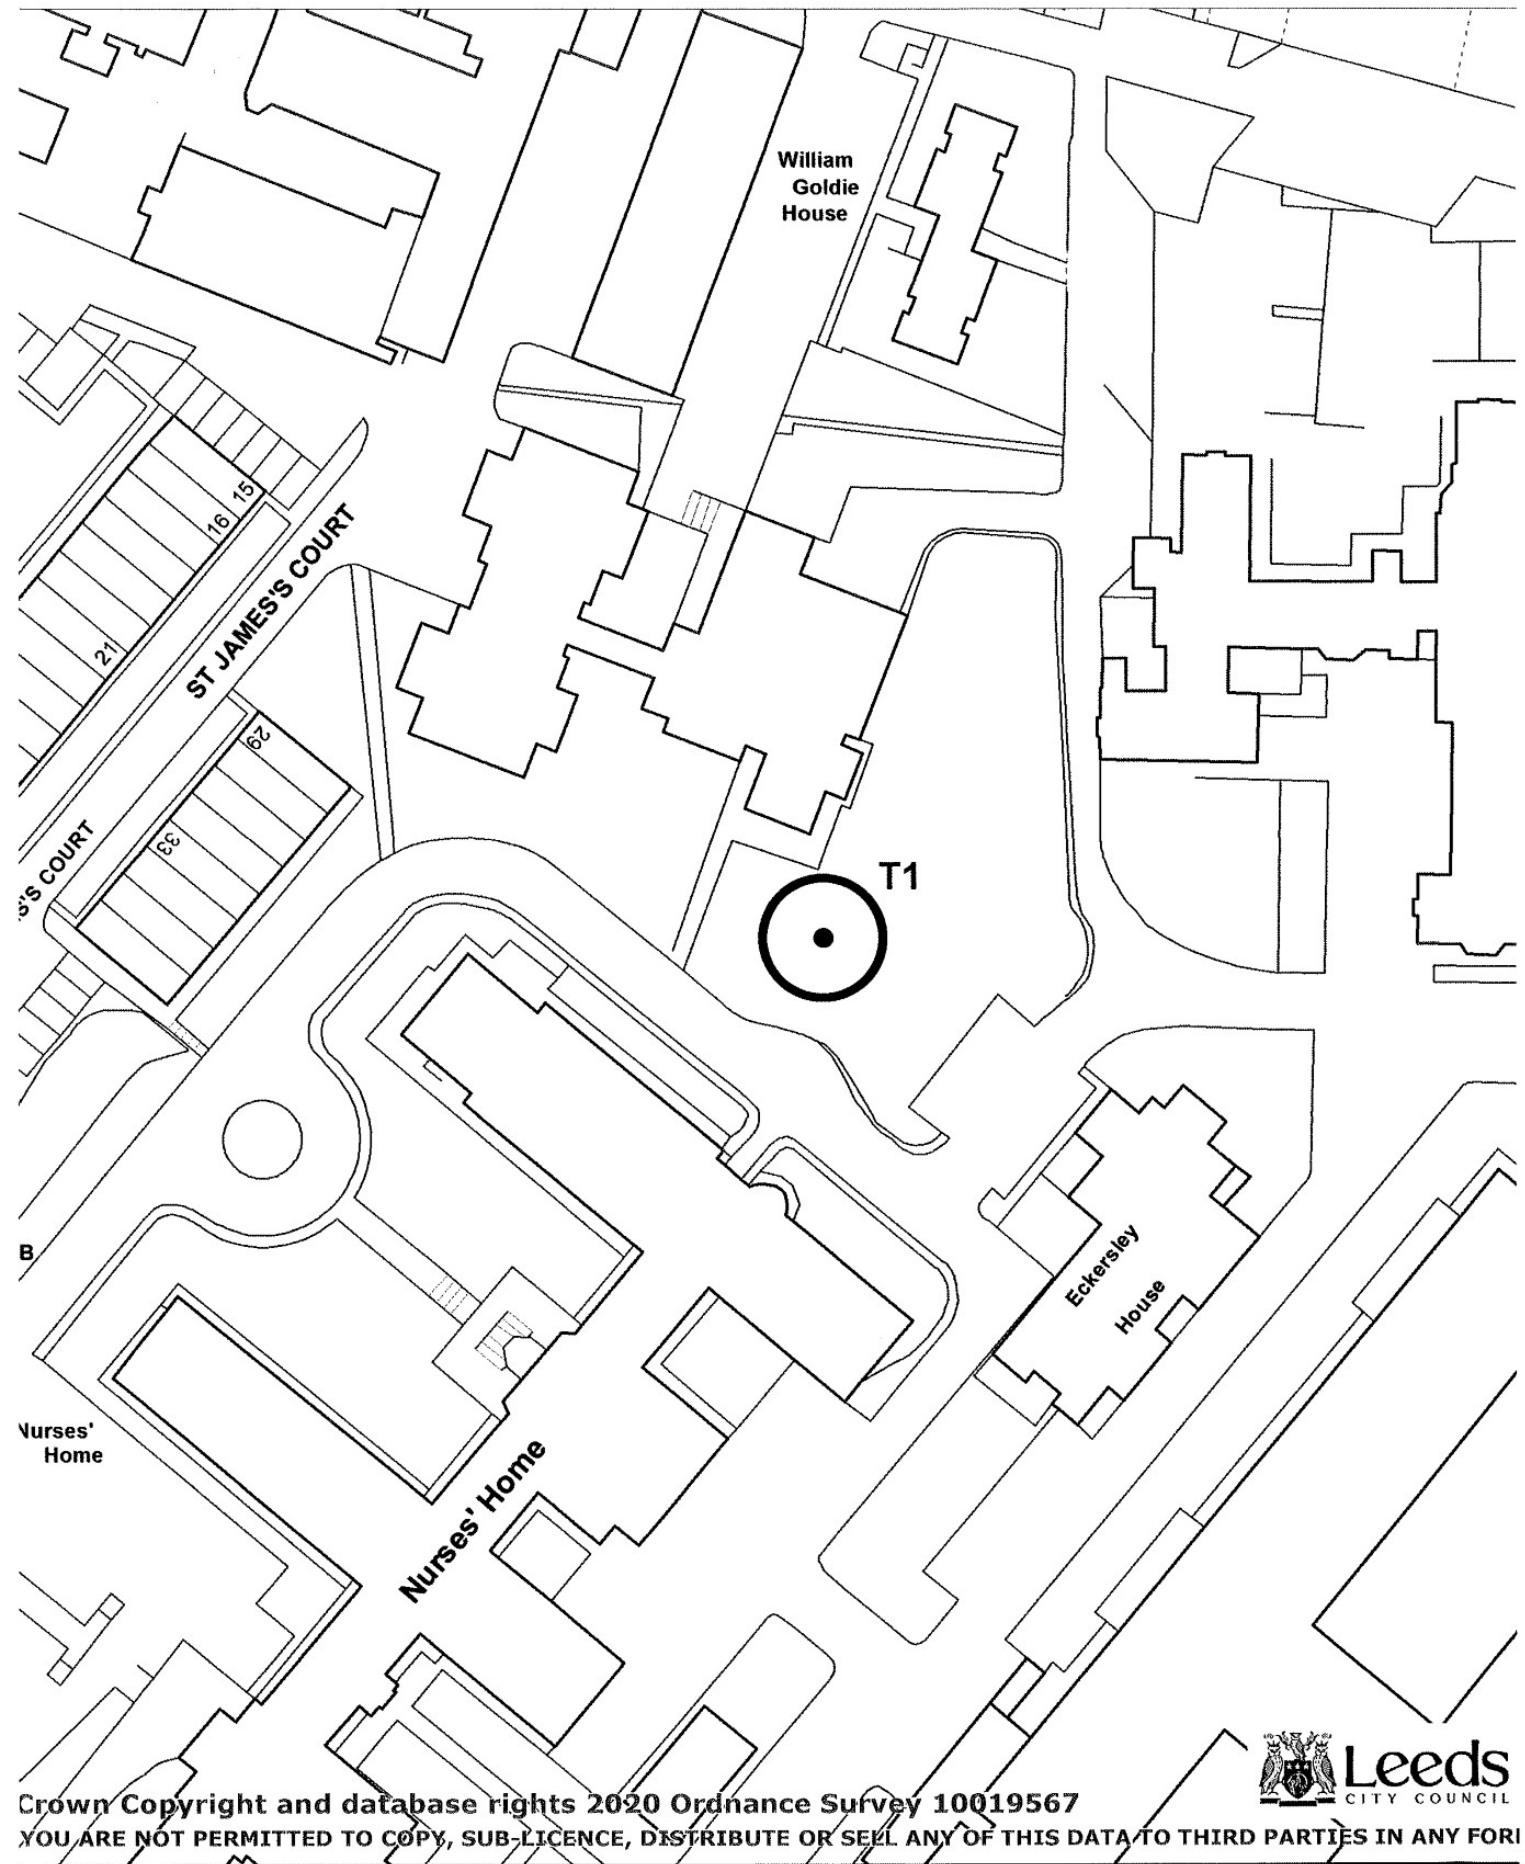 William
Goldie
House
15
16
ST JAMES'S COURT
21
29
33
S'S COURT
T1
B
Eckersley
House
Nurses'
Home
Nurses' Home
Leeds
CITY COUNCIL
Crown Copyright and database rights 2020 Ordnance Survey 10019567
YOU ARE NOT PERMITTED TO COPY, SUB-LICENCE, DISTRIBUTE OR SELL ANY OF THIS DATA TO THIRD PARTIES IN ANY FORM